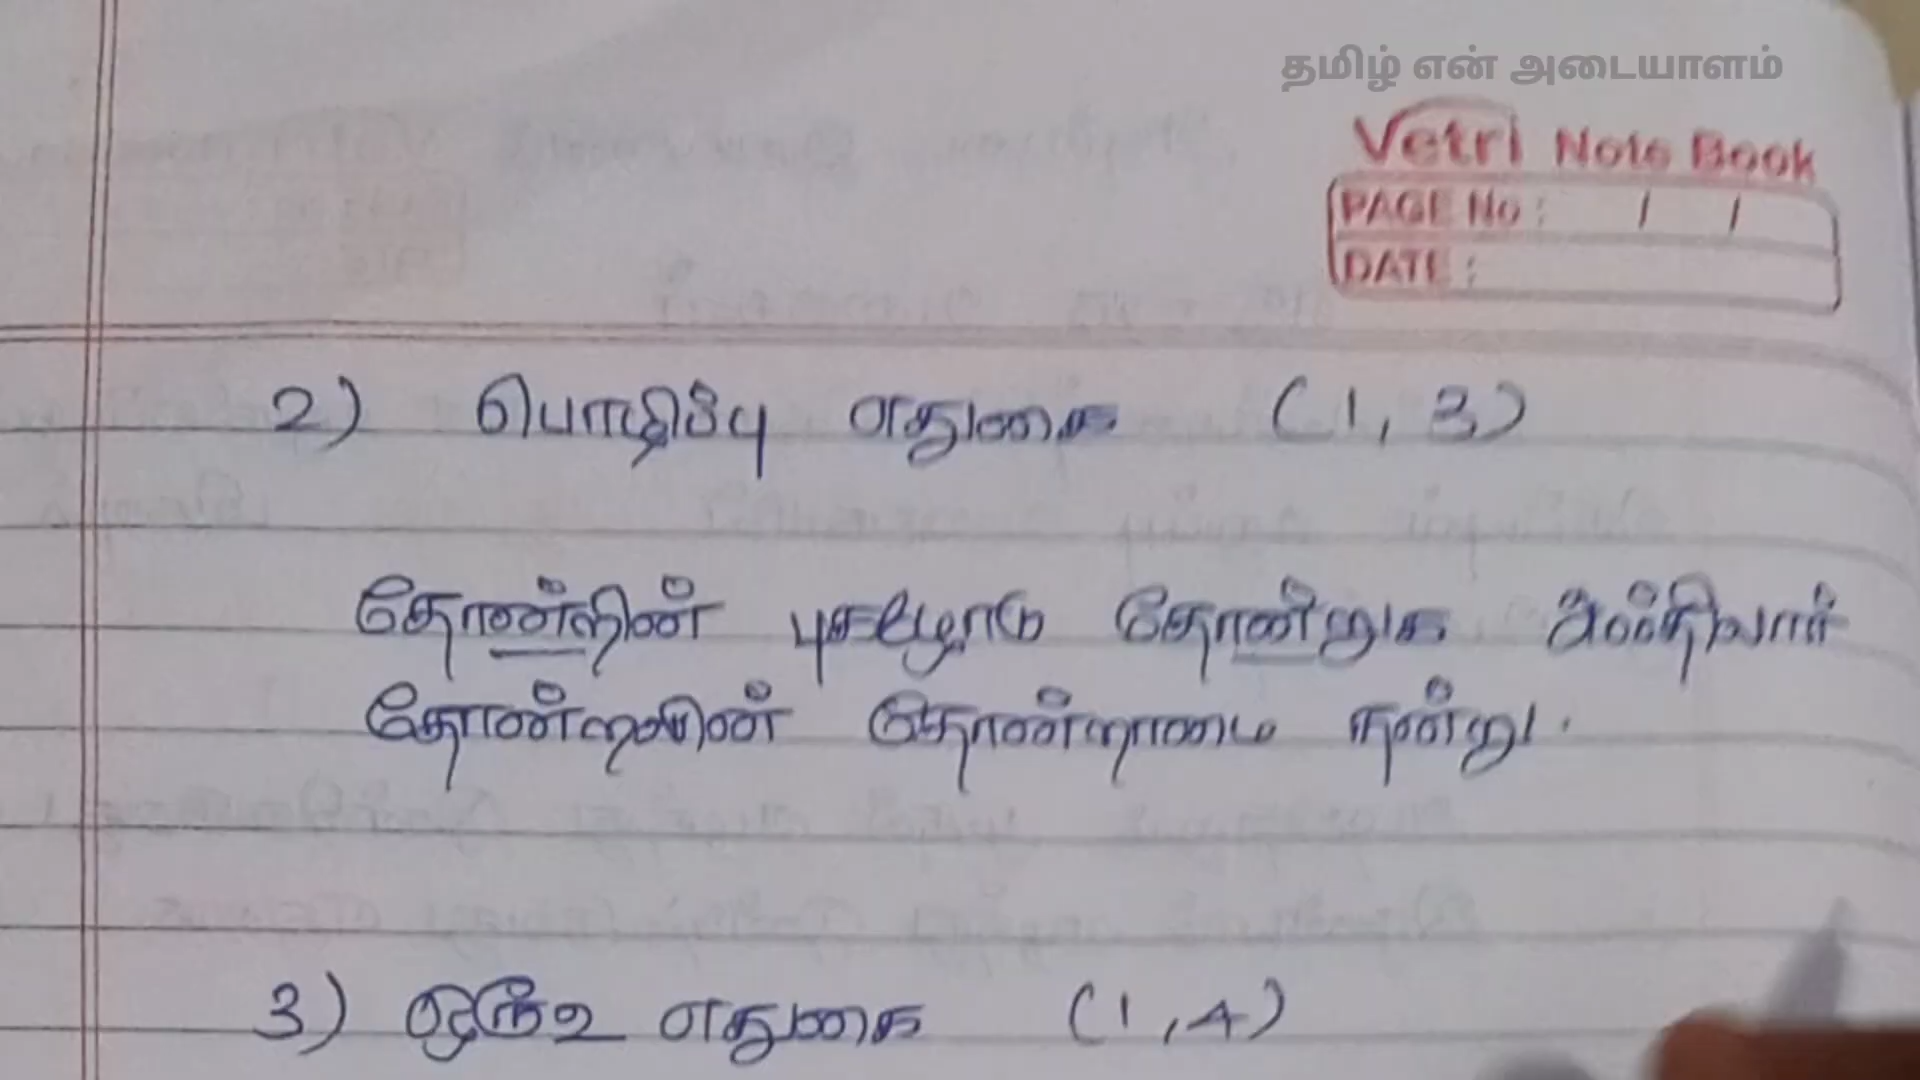 தமிழ் என் அடையாளம்
Vetri Note Book
PAGE No : / /
DATE :
2) பொழிப்பு எதுகை (1, 3)
தோன்றின் புகழோடு தோன்றுக அஃதிலார்
தோன்றலின் தோன்றாமை நன்று.
3) ஒரூஉ எதுகை (1, 4)